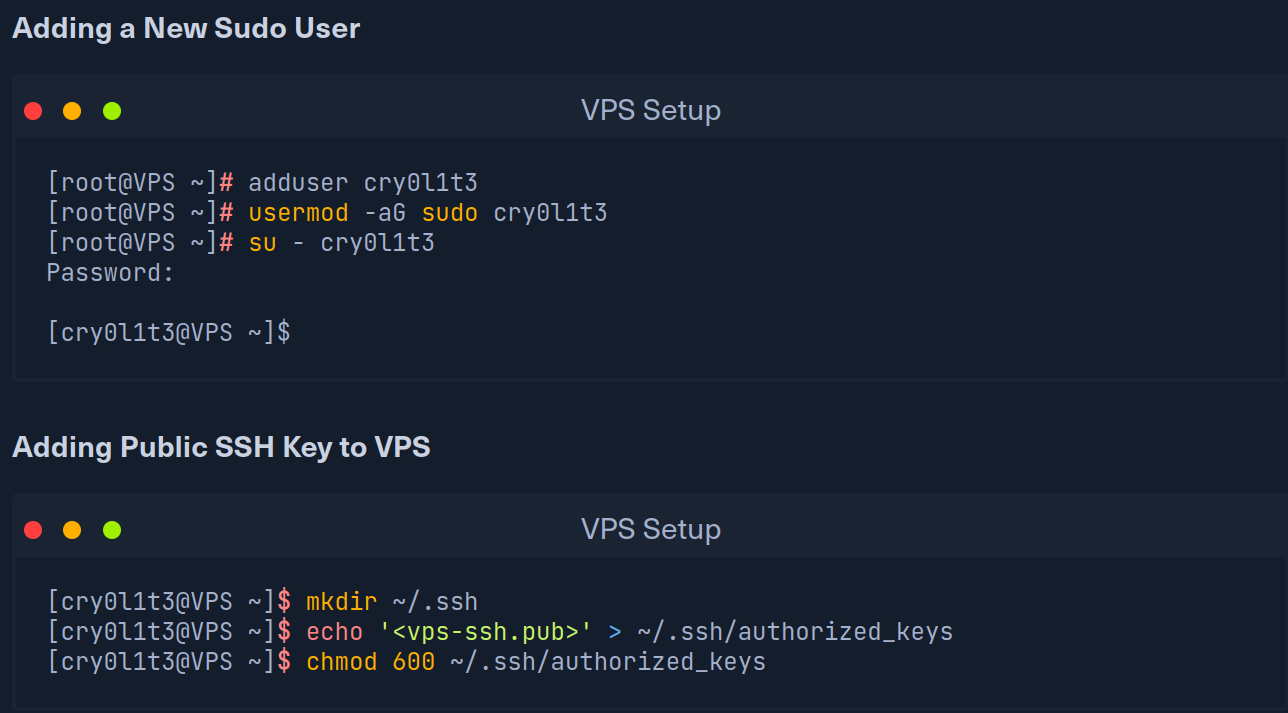 Adding a New Sudo User
VPS Setup
[root@VPS ~]# adduser cry0l1t3
[root@VPS ~]# usermod -aG sudo cry0l1t3
[root@VPS ~]# su - cry0l1t3
Password:
[cry0l1t3@VPS ~]$
Adding Public SSH Key to VPS
VPS Setup
[cry0l1t3@VPS ~]$ mkdir ~/.ssh
[cry0l1t3@VPS ~]$ echo '<vps-ssh.pub>' > ~/.ssh/authorized_keys
[cry0l1t3@VPS ~]$ chmod 600 ~/.ssh/authorized_keys